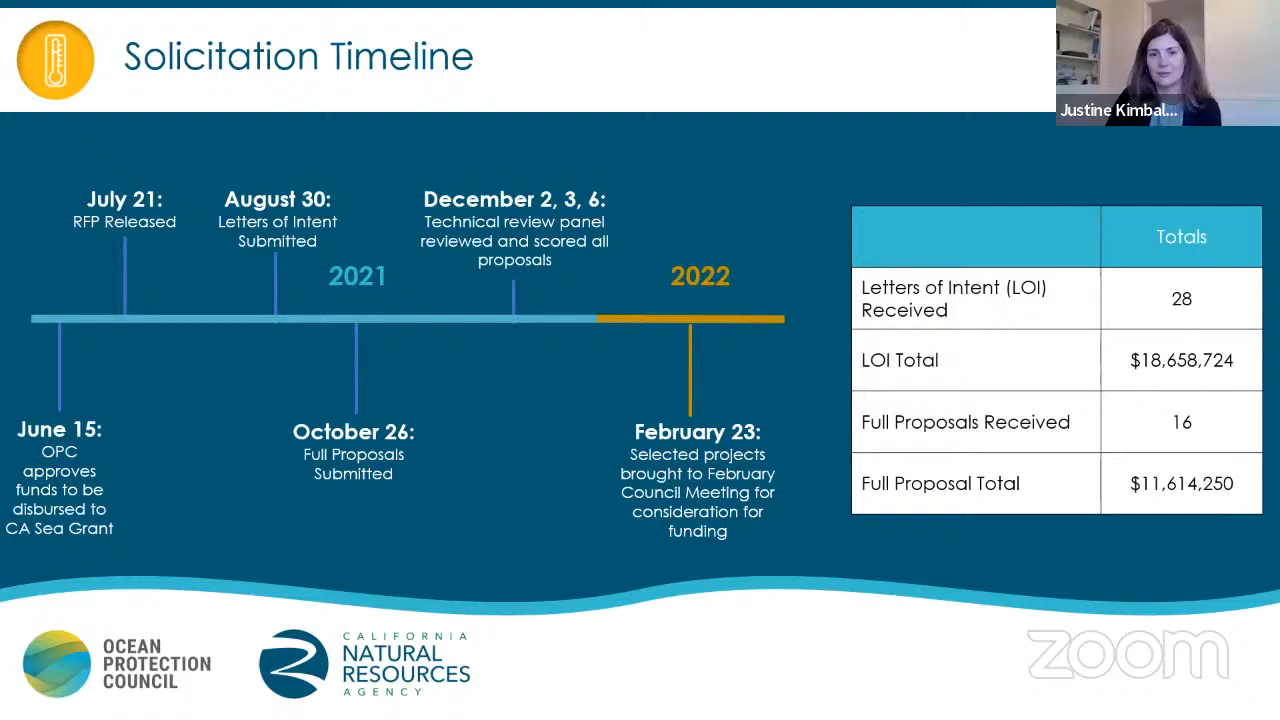 Solicitation Timeline
Justine Kimbal...
July 21:
RFP Released
August 30:
Letters of Intent
Submitted
December 2, 3, 6:
Technical review panel
reviewed and scored all
proposals
2021
2022
June 15:
OPC
approves
funds to be
disbursed to
CA Sea Grant
October 26:
Full Proposals
Submitted
February 23:
Selected projects
brought to February
Council Meeting for
consideration for
funding
Totals
Letters of Intent (LOI)
Received
28
LOI Total
$18,658,724
Full Proposals Received
16
Full Proposal Total
$11,614,250
OCEAN
PROTECTION
COUNCIL
CALIFORNIA
NATURAL
RESOURCES
AGENCY
zoom